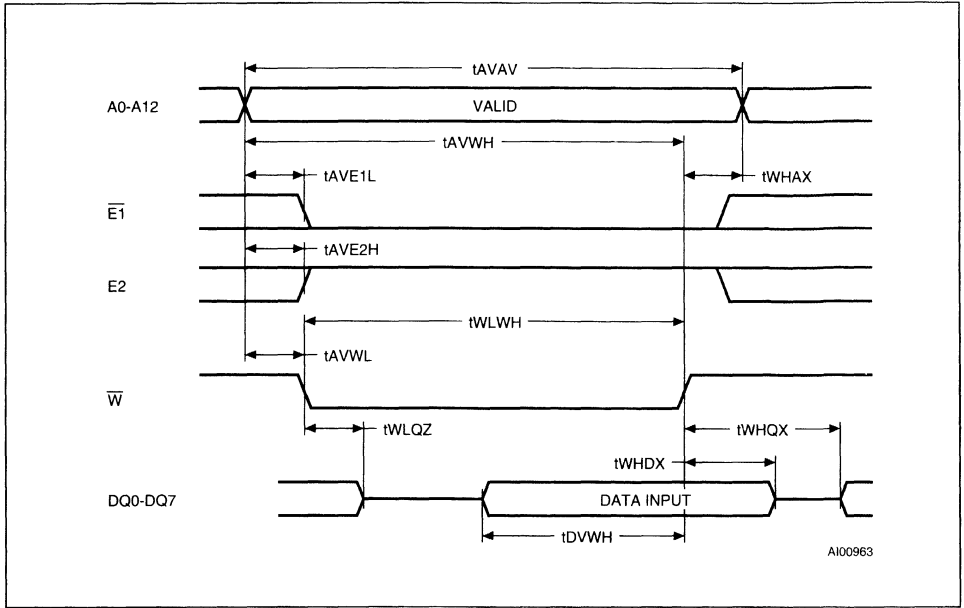 tAVAV
A0-A12
VALID
tAVWH
tAVE1L
tWHAX
E1
tAVE2H
E2
tWLWH
tAVWL
W
tWLQZ
tWHQX
tWHDX
DQ0-DQ7
DATA INPUT
tDVWH
AI00963